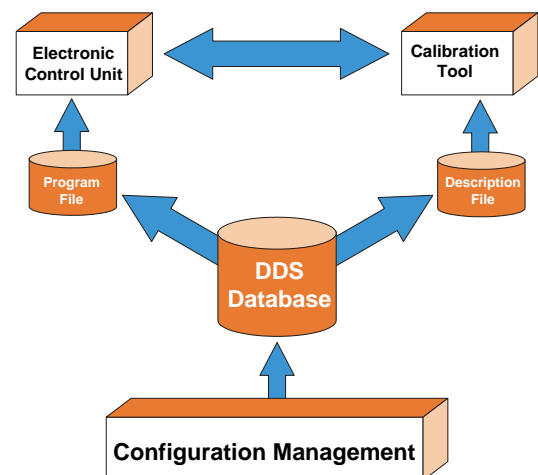 Electronic
Control Unit
Calibration
Tool
Program
File
Description
File
DDS
Database
Configuration Management